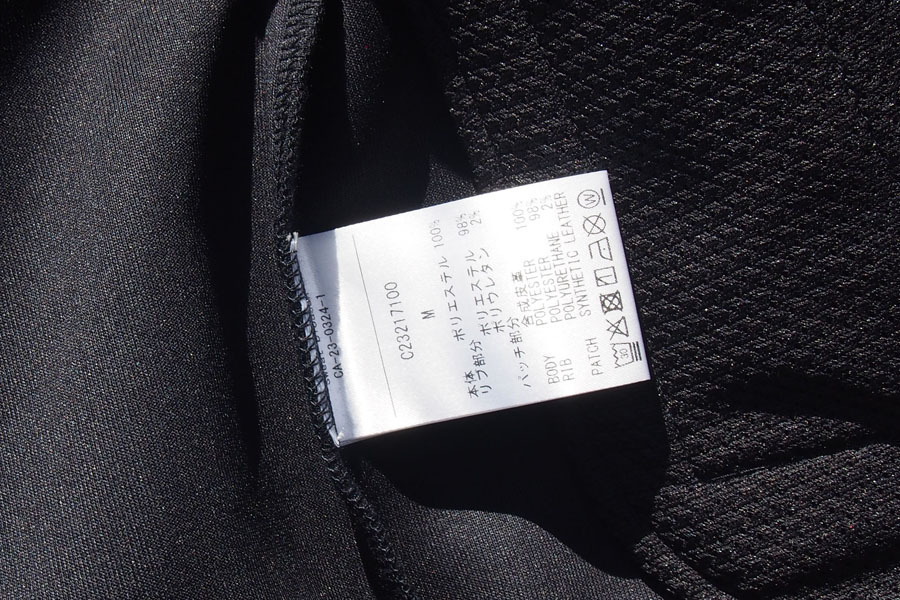 CA-23-0324-1
C23217100
M
本体 ポリエステル 100%
リブ部分 ポリエステル 98%
ポリウレタン 2%
パッチ部分 合成皮革
BODY POLYESTER 100%
RIB POLYESTER 98%
POLYURETHANE 2%
PATCH SYNTHETIC LEATHER
30
W